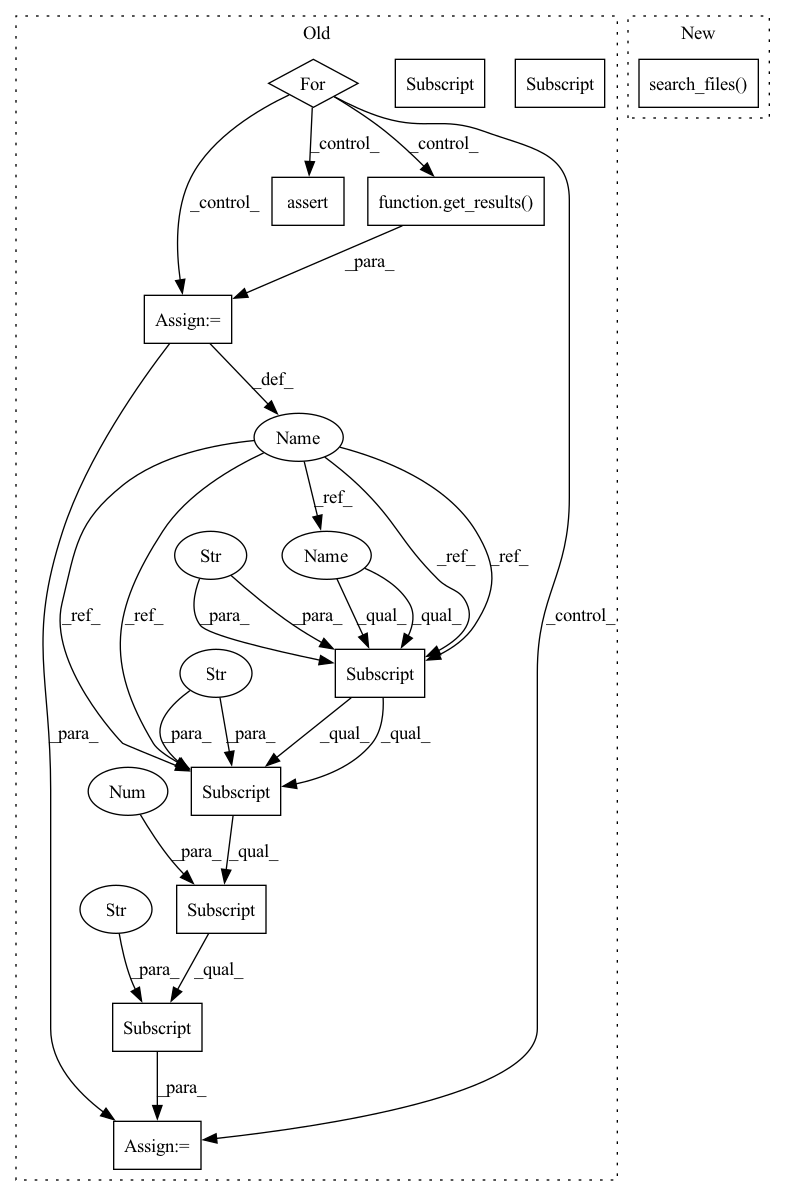 Old
New
For
Subscript
Subscript
search_files()
_control_
_control_
_control_
assert
function.get_results()
_para_
Assign:=
_def_
Name
_ref_
Str
Name
_ref_
_ref_
_ref_
_ref_
_para_
_para_
_qual_
_qual_
_control_
Subscript
Str
_para_
_para_
_para_
_qual_
_qual_
Num
Subscript
_para_
_qual_
Str
Subscript
_para_
_qual_
Subscript
_para_
Assign:=